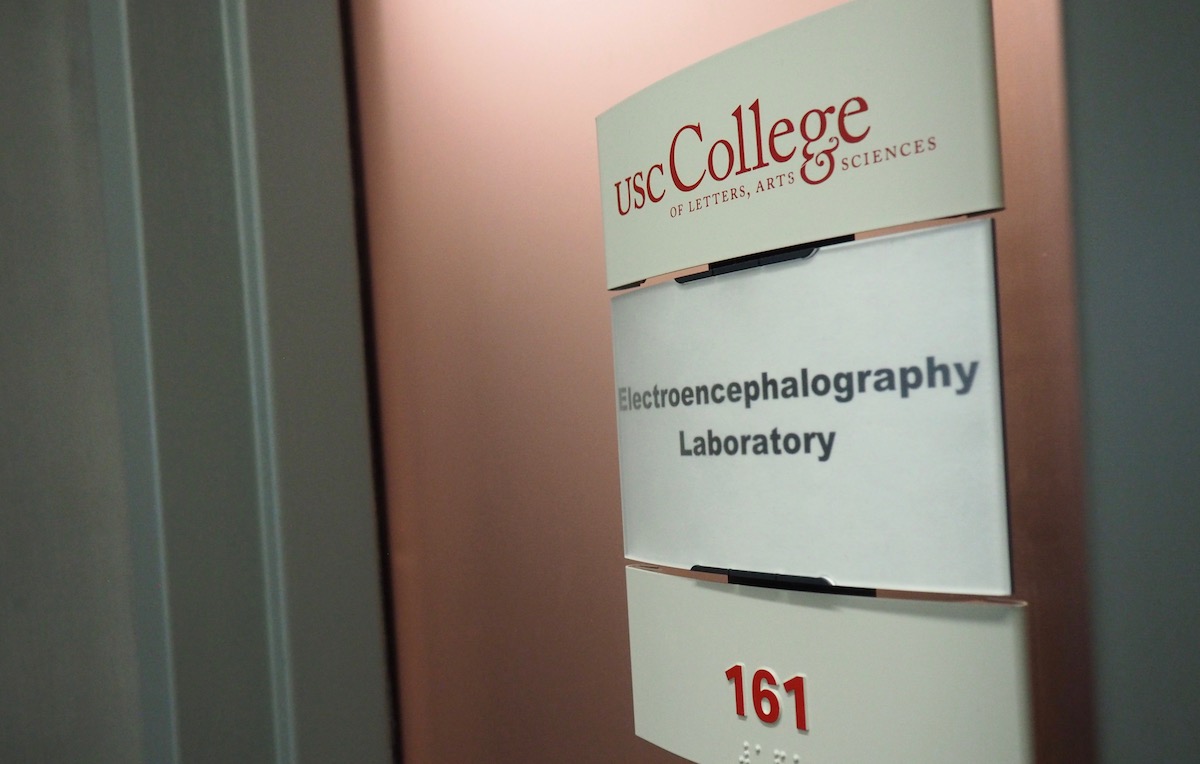 USC College
OF LETTERS, ARTS & SCIENCES
Electroencephalography
Laboratory
161